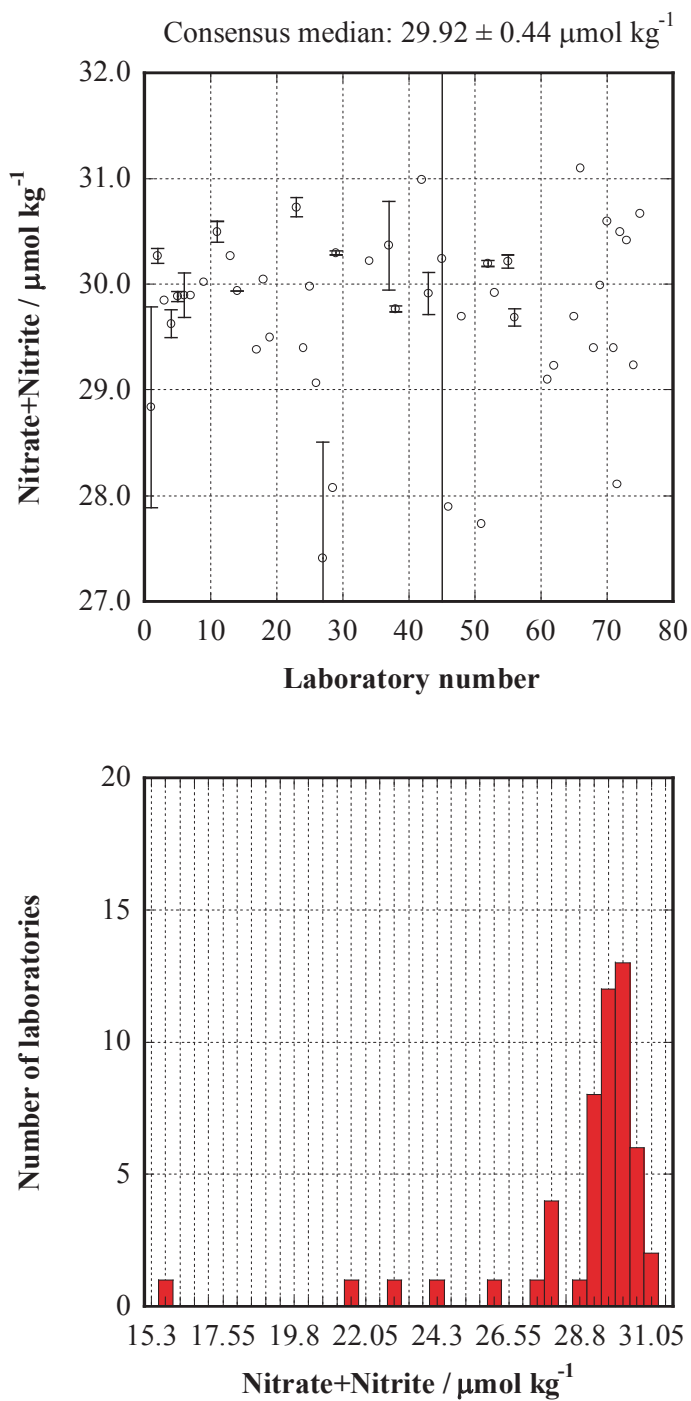 Consensus median: 29.92 ± 0.44 μmol kg⁻¹
32.0
31.0
30.0
29.0
28.0
27.0
Nitrate+Nitrite / μmol kg⁻¹
0 10 20 30 40 50 60 70 80
Laboratory number
20
15
10
5
0
Number of laboratories
15.3 17.55 19.8 22.05 24.3 26.55 28.8 31.05
Nitrate+Nitrite / μmol kg⁻¹